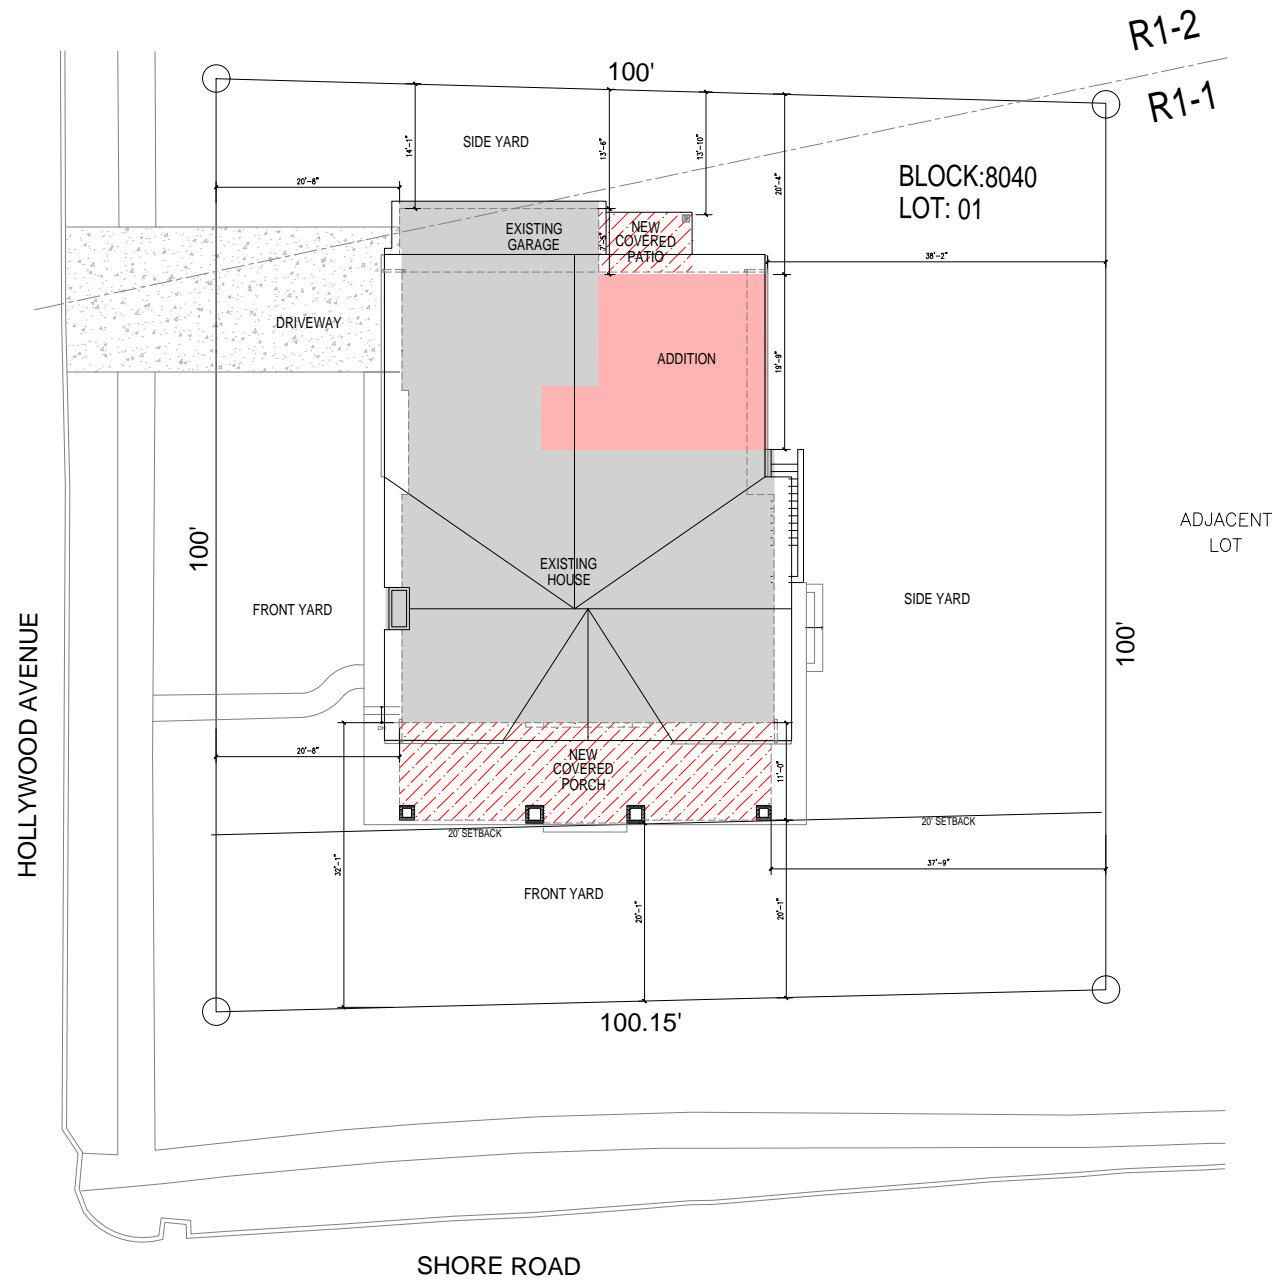 R1-2
100'
R1-1
14'-1"
SIDE YARD
13'-6"
13'-10"
20'-4"
BLOCK:8040
LOT: 01
20'-8"
EXISTING
GARAGE
NEW
COVERED
PATIO
7'-5"
38'-2"
DRIVEWAY
ADDITION
19'-9"
100'
ADJACENT
LOT
EXISTING
HOUSE
FRONT YARD
SIDE YARD
HOLLYWOOD AVENUE
100'
20'-8"
NEW
COVERED
PORCH
11'-0"
20' SETBACK
20' SETBACK
32'-1"
37'-9"
FRONT YARD
20'-1"
20'-1"
100.15'
SHORE ROAD